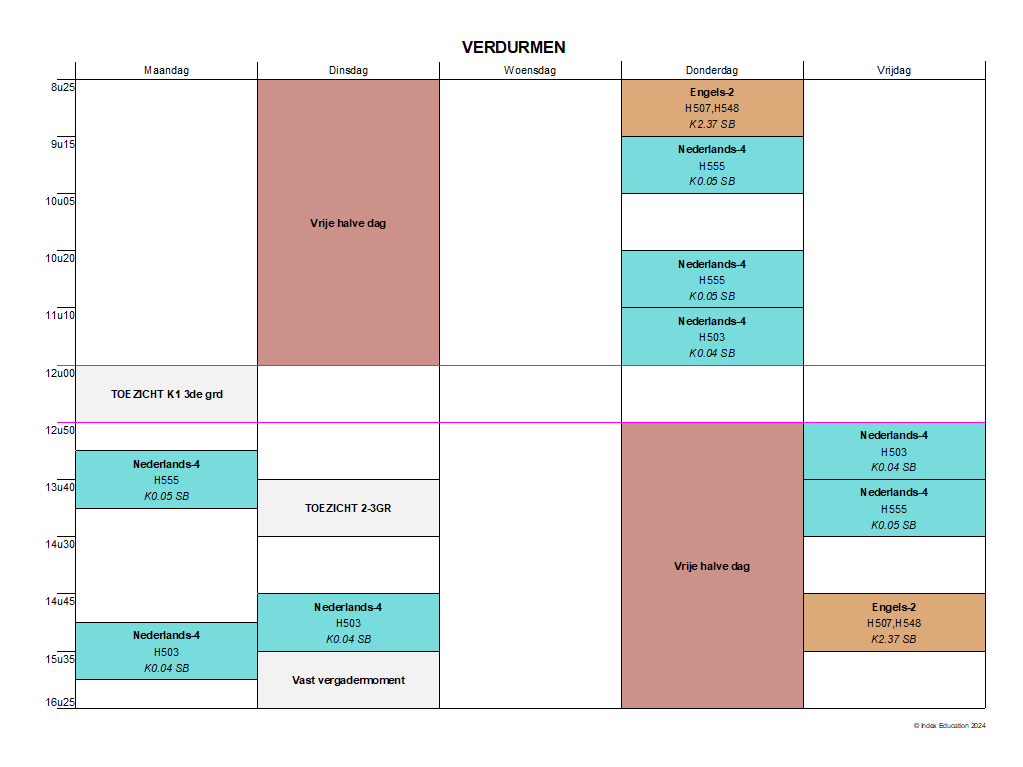 VERDURMEN
Maandag Dinsdag Woensdag Donderdag Vrijdag
8u25
Engels-2
H507,H548
K2.37 SB
9u15
Nederlands-4
H555
K0.05 SB
10u05
Vrije halve dag
10u20
Nederlands-4
H555
K0.05 SB
11u10
Nederlands-4
H503
K0.04 SB
12u00
TOEZICHT K1 3de grd
12u50
Nederlands-4
H503
K0.04 SB
Nederlands-4
H555
K0.05 SB
13u40
TOEZICHT 2-3GR
Nederlands-4
H555
K0.05 SB
14u30
Vrije halve dag
14u45
Nederlands-4
H503
K0.04 SB
Engels-2
H507,H548
K2.37 SB
Nederlands-4
H503
K0.04 SB
15u35
Vast vergadermoment
16u25
© Index Education 2024